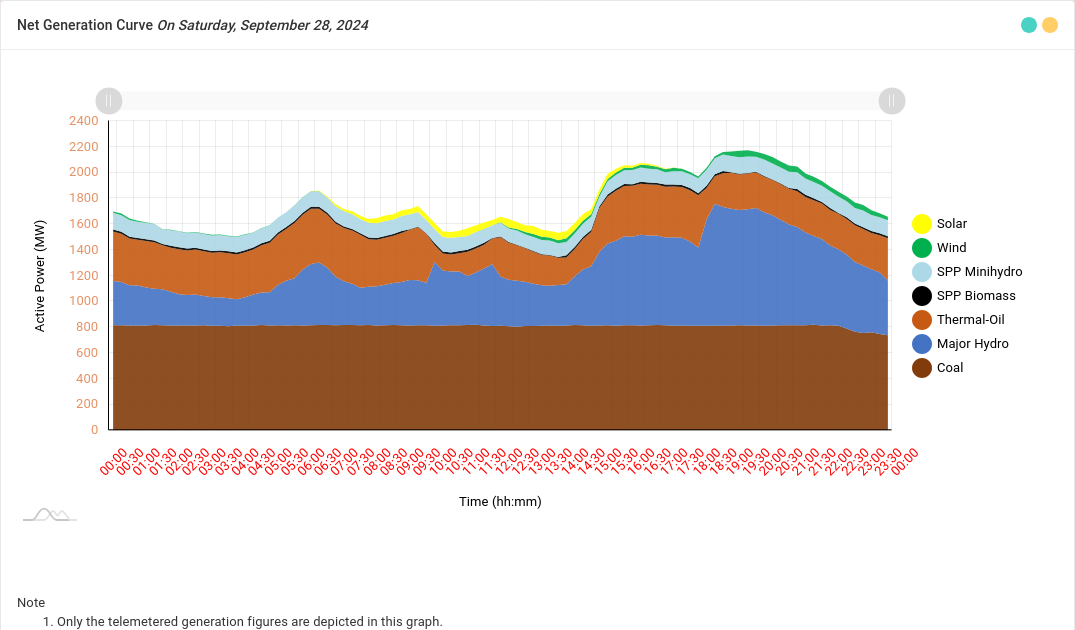 Net Generation Curve On Saturday, September 28, 2024
2400
2200
2000
1800
1600
1400
1200
1000
800
600
400
200
0
Active Power (MW)
00:00 00:30 01:00 01:30 02:00 02:30 03:00 03:30 04:00 04:30 05:00 05:30 06:00 06:30 07:00 07:30 08:00 08:30 09:00 09:30 10:00 10:30 11:00 11:30 12:00 12:30 13:00 13:30 14:00 14:30 15:00 15:30 16:00 16:30 17:00 17:30 18:00 18:30 19:00 19:30 20:00 20:30 21:00 21:30 22:00 22:30 23:00 23:30 00:00
Time (hh:mm)
Solar
Wind
SPP Minihydro
SPP Biomass
Thermal-Oil
Major Hydro
Coal
Note
1. Only the telemetered generation figures are depicted in this graph.